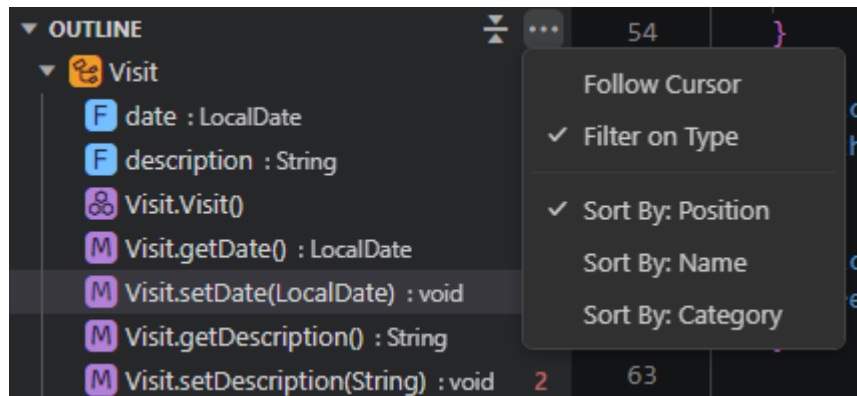 OUTLINE
Visit
F date : LocalDate
F description : String
Visit.Visit()
M Visit.getDate() : LocalDate
M Visit.setDate(LocalDate) : void
M Visit.getDescription() : String
M Visit.setDescription(String) : void 2
54 }
Follow Cursor
✓ Filter on Type
✓ Sort By: Position
Sort By: Name
Sort By: Category
63